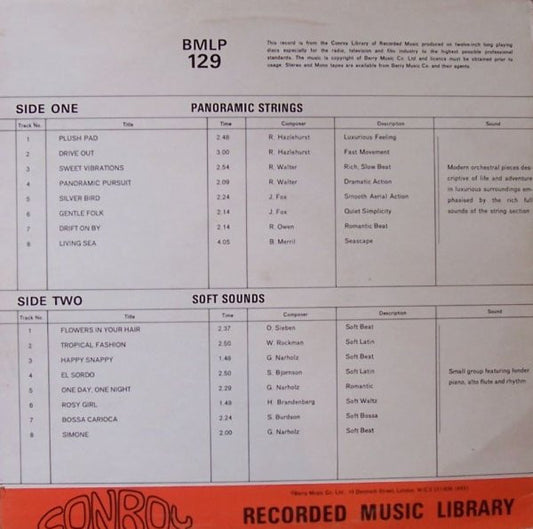 BMLP
129
This record is from the Conroy Library of Recorded Music produced on twelve-inch long playing
discs especially for the radio, television and film industry to the highest possible professional
standards. The music is copyright of Berry Music Co. Ltd and licence must be obtained prior to
usage. Stereo and Mono tapes are available from Berry Music Co. and their agents.
SIDE ONE PANORAMIC STRINGS
Track No. Title Time Composer Description Sound
1 PLUSH PAD 2.48 R. Hazlehurst Luxurious Feeling
2 DRIVE OUT 3.00 R. Hazlehurst Fast Movement
3 SWEET VIBRATIONS 2.54 R. Walter Rich, Slow Beat
4 PANORAMIC PURSUIT 2.09 R. Walter Dramatic Action
5 SILVER BIRD 2.24 J. Fox Smooth Aerial Action
6 GENTLE FOLK 2.14 J. Fox Quiet Simplicity
7 DRIFT ON BY 2.14 R. Owen Romantic Beat
8 LIVING SEA 4.05 B. Merril Seascape
Modern orchestral pieces des-
criptive of life and adventure
in luxurious surroundings em-
phasised by the rich full
sounds of the string section
SIDE TWO SOFT SOUNDS
Track No. Title Time Composer Description Sound
1 FLOWERS IN YOUR HAIR 2.37 O. Sieben Soft Beat
2 TROPICAL FASHION 2.50 W. Rockman Soft Latin
3 HAPPY SNAPPY 1.48 G. Narholz Soft Beat
4 EL SORDO 2.50 S. Bjornson Soft Latin
5 ONE DAY, ONE NIGHT 2.29 G. Narholz Romantic
6 ROSY GIRL 1.49 H. Brandenberg Soft Waltz
7 BOSSA CARIOCA 2.24 S. Burdson Soft Bossa
8 SIMONE 2.00 G. Narholz Soft Beat
Small group featuring fender
piano, alto flute and rhythm
CONROY
Berry Music Co. Ltd., 10 Denmark Street, London, W.C.2
RECORDED MUSIC LIBRARY